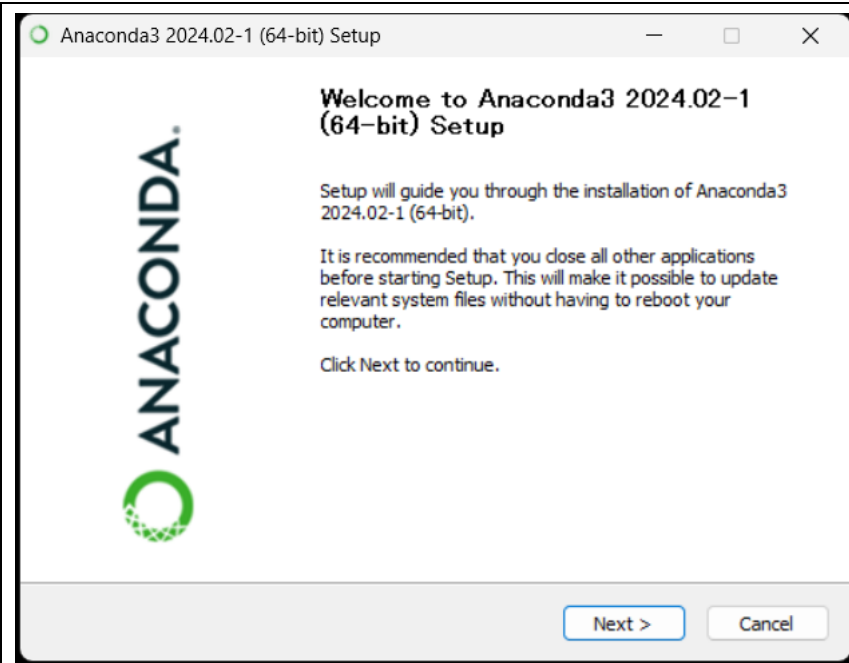 Anaconda3 2024.02-1 (64-bit) Setup
Welcome to Anaconda3 2024.02-1
(64-bit) Setup
ANACONDA.
Setup will guide you through the installation of Anaconda3
2024.02-1 (64-bit).
It is recommended that you close all other applications
before starting Setup. This will make it possible to update
relevant system files without having to reboot your
computer.
Click Next to continue.
Next >
Cancel